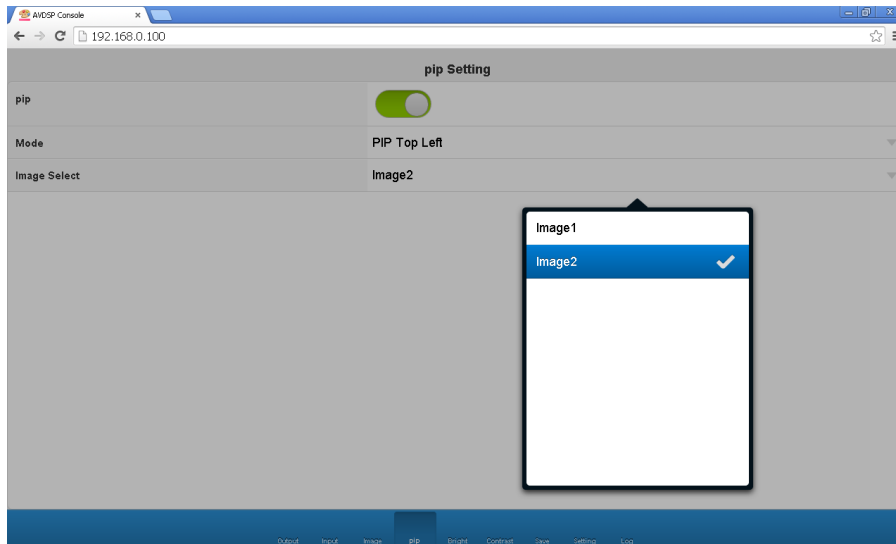 AVDSP Console
192.168.0.100
pip Setting
pip
Mode PIP Top Left
Image Select Image2
Image1
Image2
Output Input Image pip Bright Contrast Save Setting Log